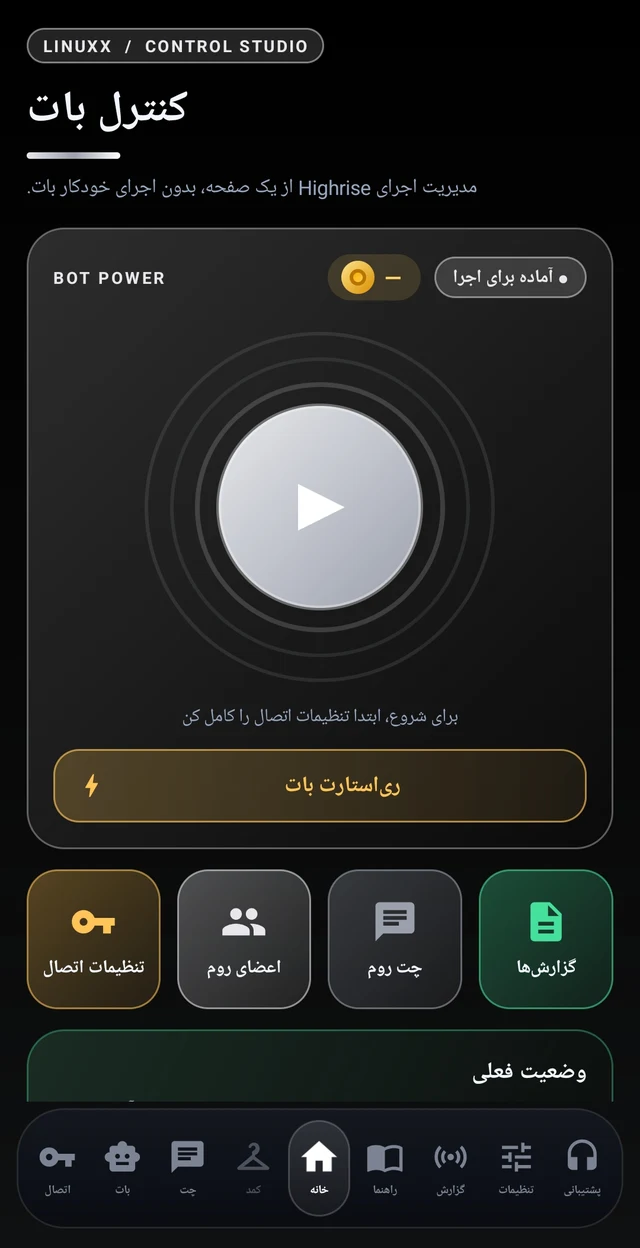 LINUXX / CONTROL STUDIO
کنترل بات
مدیریت اجرای Highrise از یک صفحه، بدون اجرای خودکار بات.
BOT POWER
–
آماده برای اجرا
برای شروع، ابتدا تنظیمات اتصال را کامل کن
ری‌استارت بات
گزارش‌ها
چت روم
اعضای روم
تنظیمات اتصال
وضعیت فعلی
پشتیبانی
تنظیمات
گزارش
راهنما
خانه
کمد
چت
بات
اتصال